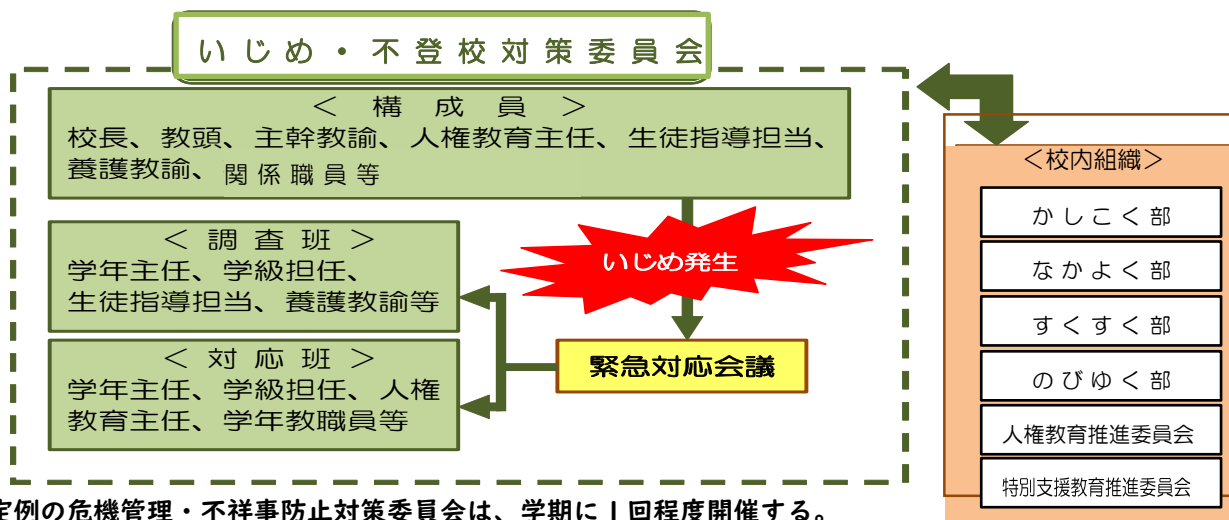 いじめ・不登校対策委員会
＜構成員＞
校長、教頭、主幹教諭、人権教育主任、生徒指導担当、
養護教諭、関係職員等
いじめ発生
＜調査班＞
学年主任、学級担任、
生徒指導担当、養護教諭等
緊急対応会議
＜対応班＞
学年主任、学級担任、人権
教育主任、学年教職員等
＜校内組織＞
かしこく部
なかよく部
すくすく部
のびゆく部
人権教育推進委員会
特別支援教育推進委員会
定例の危機管理・不祥事防止対策委員会は、学期に１回程度開催する。